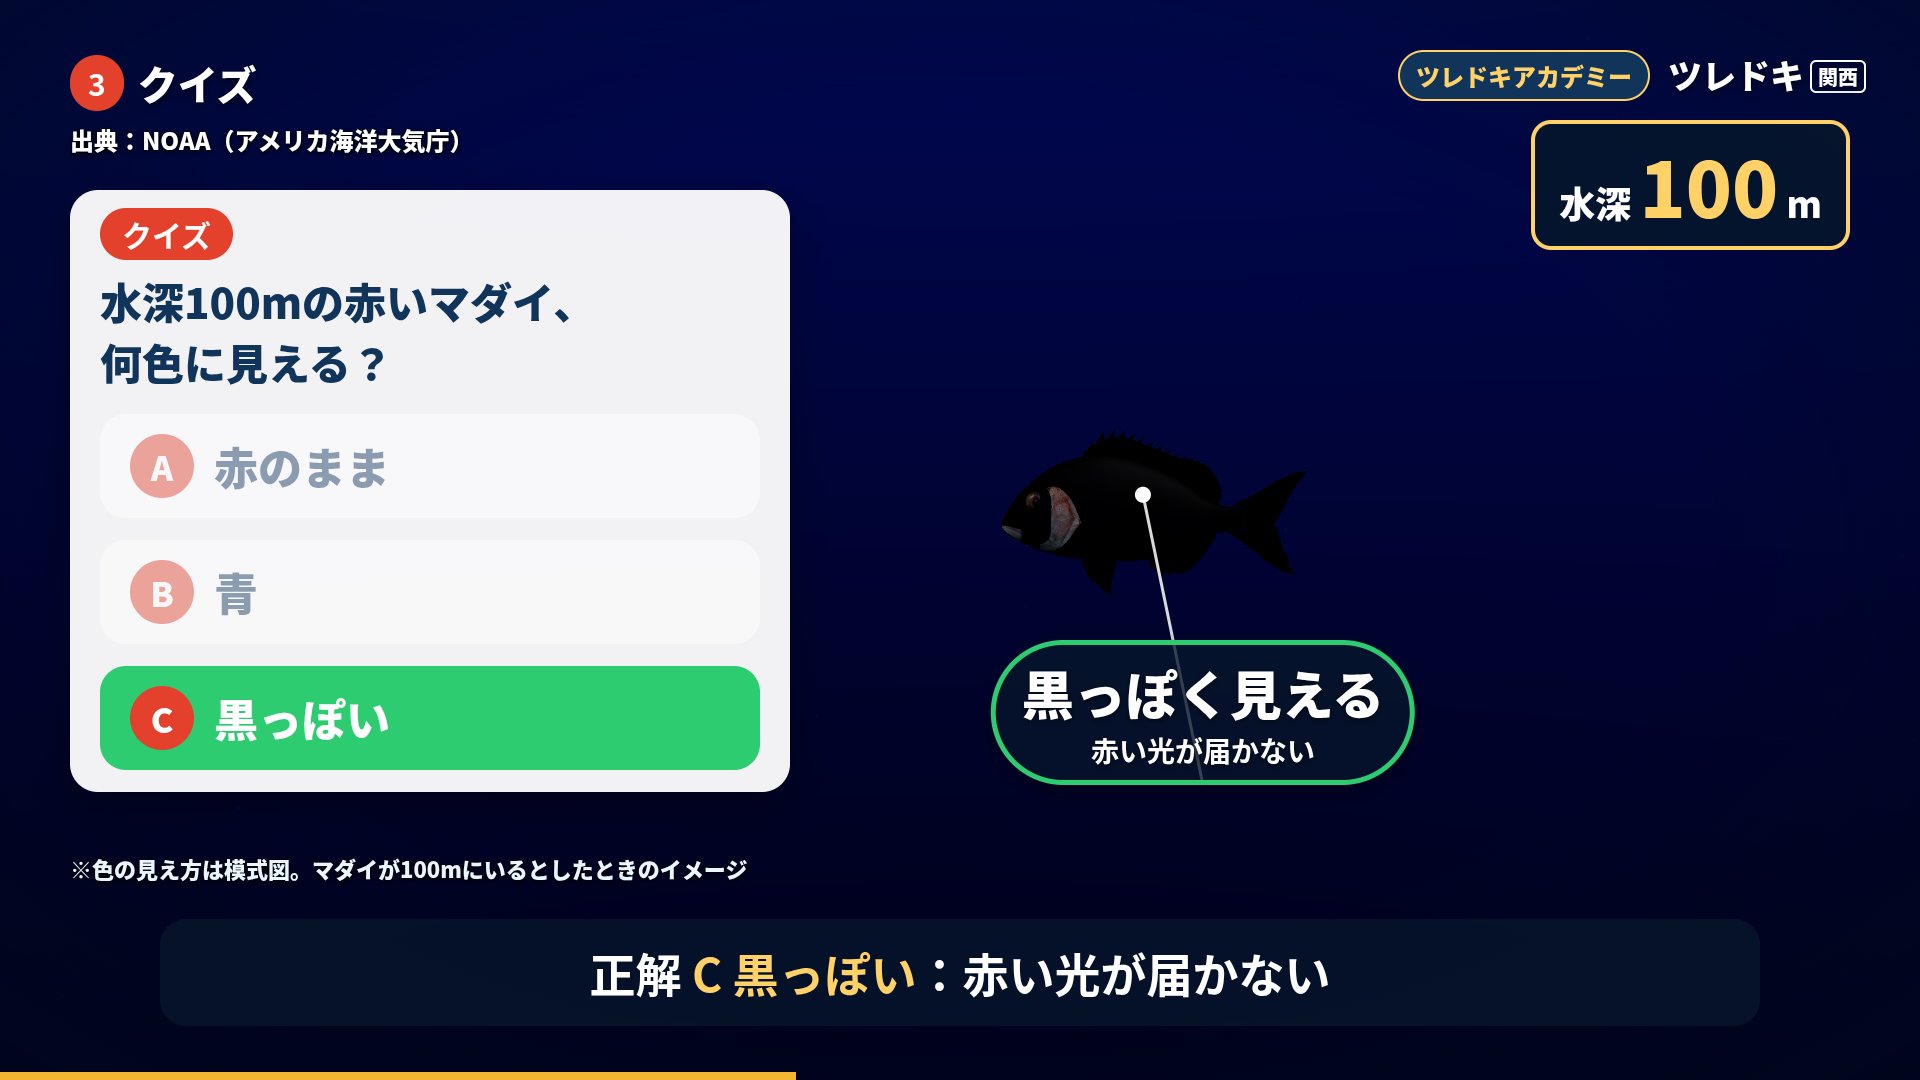 3 クイズ
出典：NOAA（アメリカ海洋大気庁）
ツレドキアカデミー ツレドキ 関西
水深 100 m
クイズ
水深100mの赤いマダイ、
何色に見える？
A 赤のまま
B 青
C 黒っぽい
黒っぽく見える
赤い光が届かない
※色の見え方は模式図。マダイが100mにいるとしたときのイメージ
正解 C 黒っぽい：赤い光が届かない